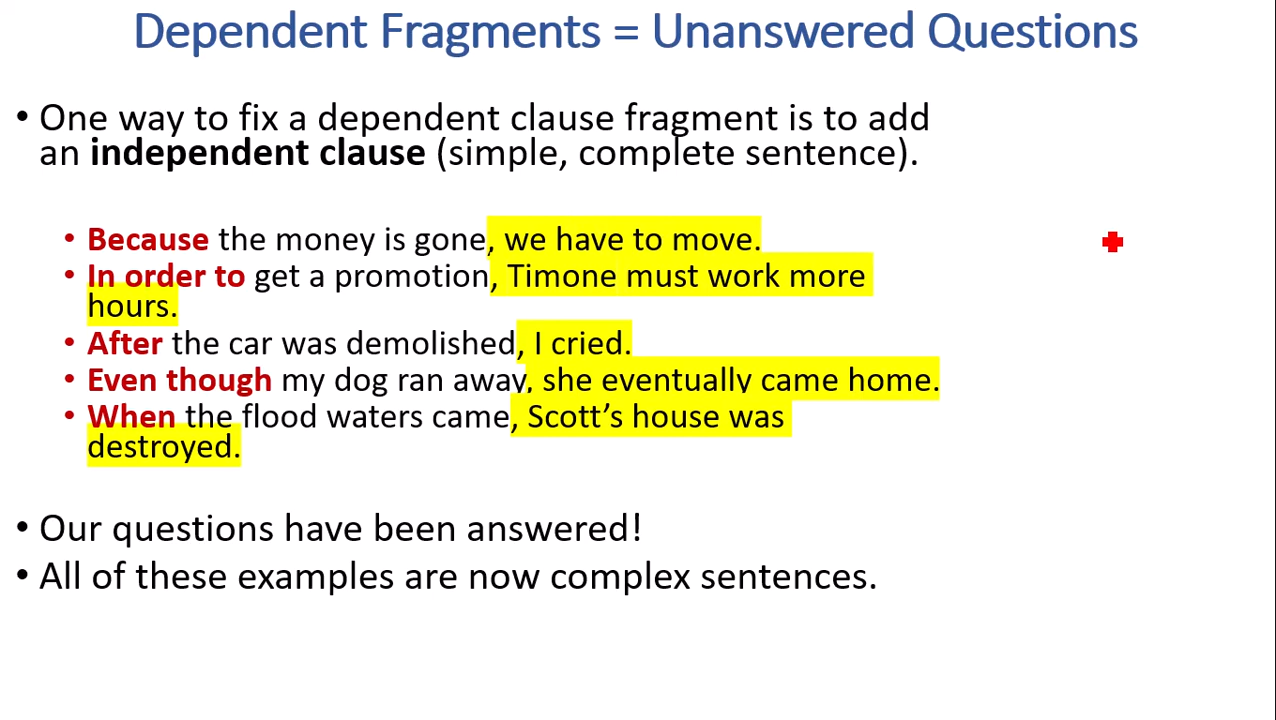 Dependent Fragments = Unanswered Questions
• One way to fix a dependent clause fragment is to add
an independent clause (simple, complete sentence).
• Because the money is gone, we have to move.
• In order to get a promotion, Timone must work more
hours.
• After the car was demolished, I cried.
• Even though my dog ran away, she eventually came home.
• When the flood waters came, Scott’s house was
destroyed.
• Our questions have been answered!
• All of these examples are now complex sentences.